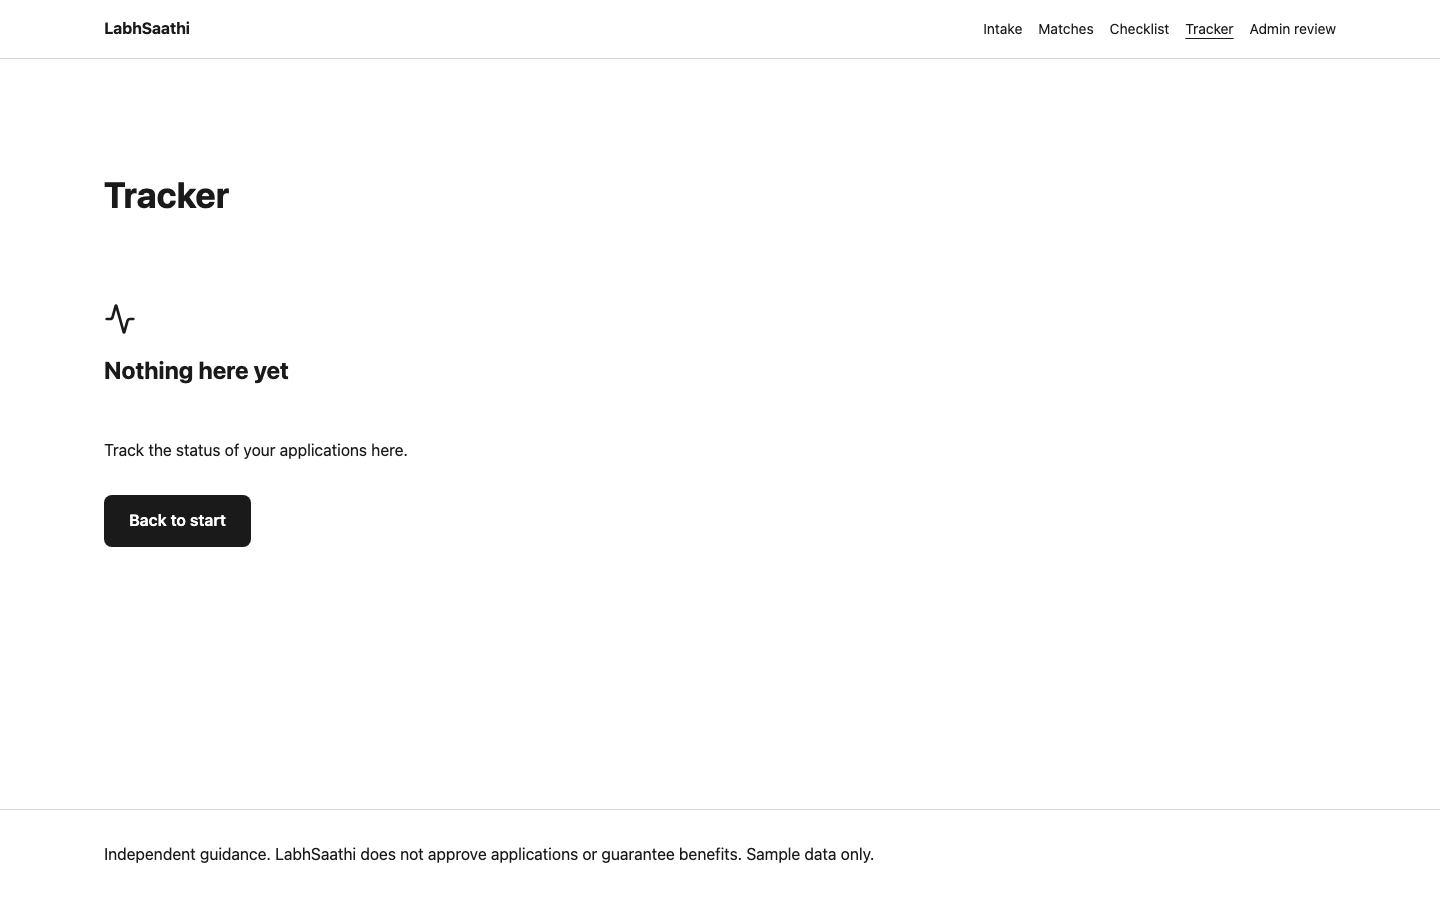 LabhSaathi
Intake Matches Checklist Tracker Admin review
Tracker
Nothing here yet
Track the status of your applications here.
Back to start
Independent guidance. LabhSaathi does not approve applications or guarantee benefits. Sample data only.